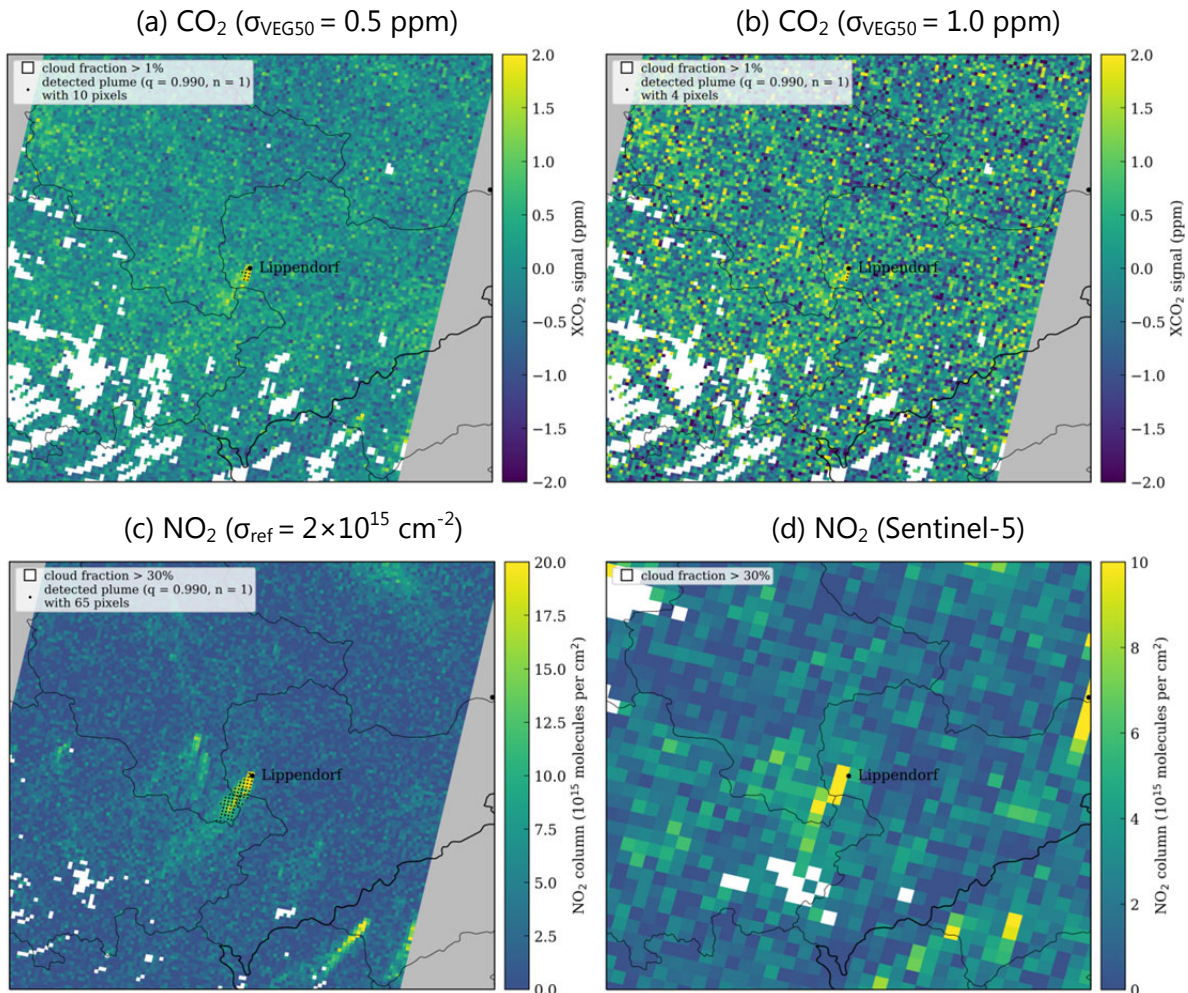 (a) CO₂ (σVEG50 = 0.5 ppm)
cloud fraction > 1%
detected plume (q = 0.990, n = 1)
with 10 pixels
Lippendorf
2.0
1.5
1.0
0.5
0.0
−0.5
−1.0
−1.5
−2.0
XCO₂ signal (ppm)
(b) CO₂ (σVEG50 = 1.0 ppm)
cloud fraction > 1%
detected plume (q = 0.990, n = 1)
with 4 pixels
Lippendorf
2.0
1.5
1.0
0.5
0.0
−0.5
−1.0
−1.5
−2.0
XCO₂ signal (ppm)
(c) NO₂ (σref = 2×10¹⁵ cm⁻²)
cloud fraction > 30%
detected plume (q = 0.990, n = 1)
with 65 pixels
Lippendorf
20.0
17.5
15.0
12.5
10.0
7.5
5.0
2.5
0.0
NO₂ column (10¹⁵ molecules per cm²)
(d) NO₂ (Sentinel-5)
cloud fraction > 30%
Lippendorf
10
8
6
4
2
0
NO₂ column (10¹⁵ molecules per cm²)